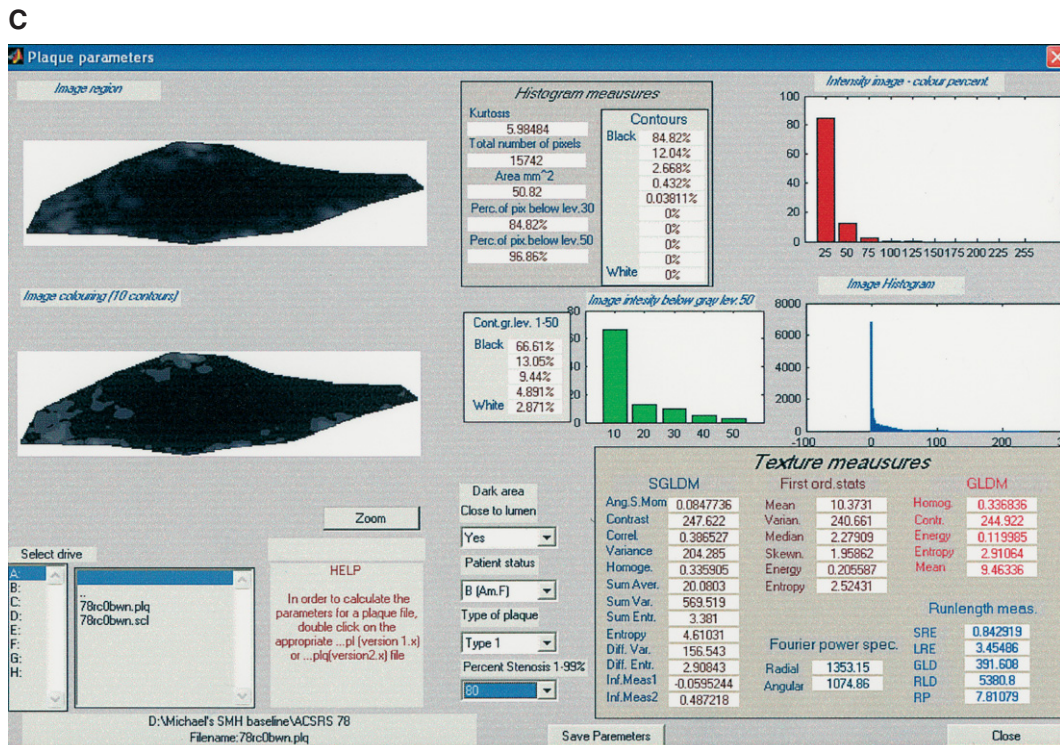 C
Plaque parameters
Image region
Histogram meausures
Kurtosis
5.98484
Total number of pixels
15742
Area mm^2
50.82
Perc.of pix below lev.30
84.82%
Perc.of pix.below lev.50
96.86%
Contours
Black 84.82%
12.04%
2.668%
0.432%
0.03811%
0%
0%
0%
0%
White 0%
Intensity image - colour percent.
100
80
60
40
20
0
25 50 75 100 125 150 175 200 225 255
Image colouring (10 contours)
Cont.gr.lev. 1-50
Black 66.61%
13.05%
9.44%
4.891%
White 2.871%
Image intesity below gray lev.50
80
60
40
20
0
10 20 30 40 50
Image Histogram
8000
6000
4000
2000
0
-100 0 100 200
Zoom
Select drive
A:
B:
C:
D:
E:
F:
G:
H:
..
78rc0bwn.plq
78rc0bwn.scl
HELP
In order to calculate the
parameters for a plaque file,
double click on the
appropriate ...pl (version 1.x)
or ...plq(version2.x) file
Dark area
Close to lumen
Yes
Patient status
B (Am.F)
Type of plaque
Type 1
Percent Stenosis 1-99%
80
Texture meausures
SGLDM
Ang.S.Mom 0.0847736
Contrast 247.622
Correl. 0.386527
Variance 204.285
Homoge. 0.335905
Sum Aver. 20.0803
Sum Var. 569.519
Sum Entr. 3.381
Entropy 4.61031
Diff. Var. 156.543
Diff. Entr. 2.90843
Inf.Meas1 -0.0595244
Inf.Meas2 0.487218
First ord.stats
Mean 10.3731
Varian. 240.661
Median 2.27909
Skewn. 1.95862
Energy 0.205587
Entropy 2.52431
GLDM
Homog. 0.336836
Contr. 244.922
Energy 0.119985
Entropy 2.91064
Mean 9.46336
Fourier power spec.
Radial 1353.15
Angular 1074.86
Runlength meas.
SRE 0.842919
LRE 3.45486
GLD 391.608
RLD 5380.8
RP 7.81079
D:\Michael's SMH baseline\ACSRS 78
Filename:78rc0bwn.plq
Save Paremeters
Close